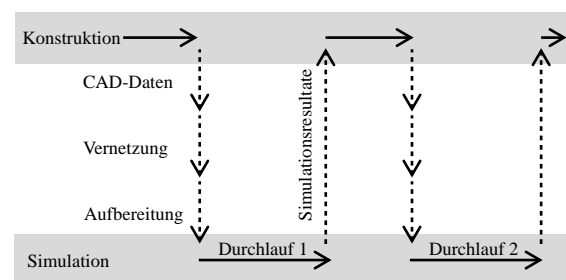 Konstruktion
CAD-Daten
Vernetzung
Aufbereitung
Simulationsresultate
Simulation
Durchlauf 1
Durchlauf 2